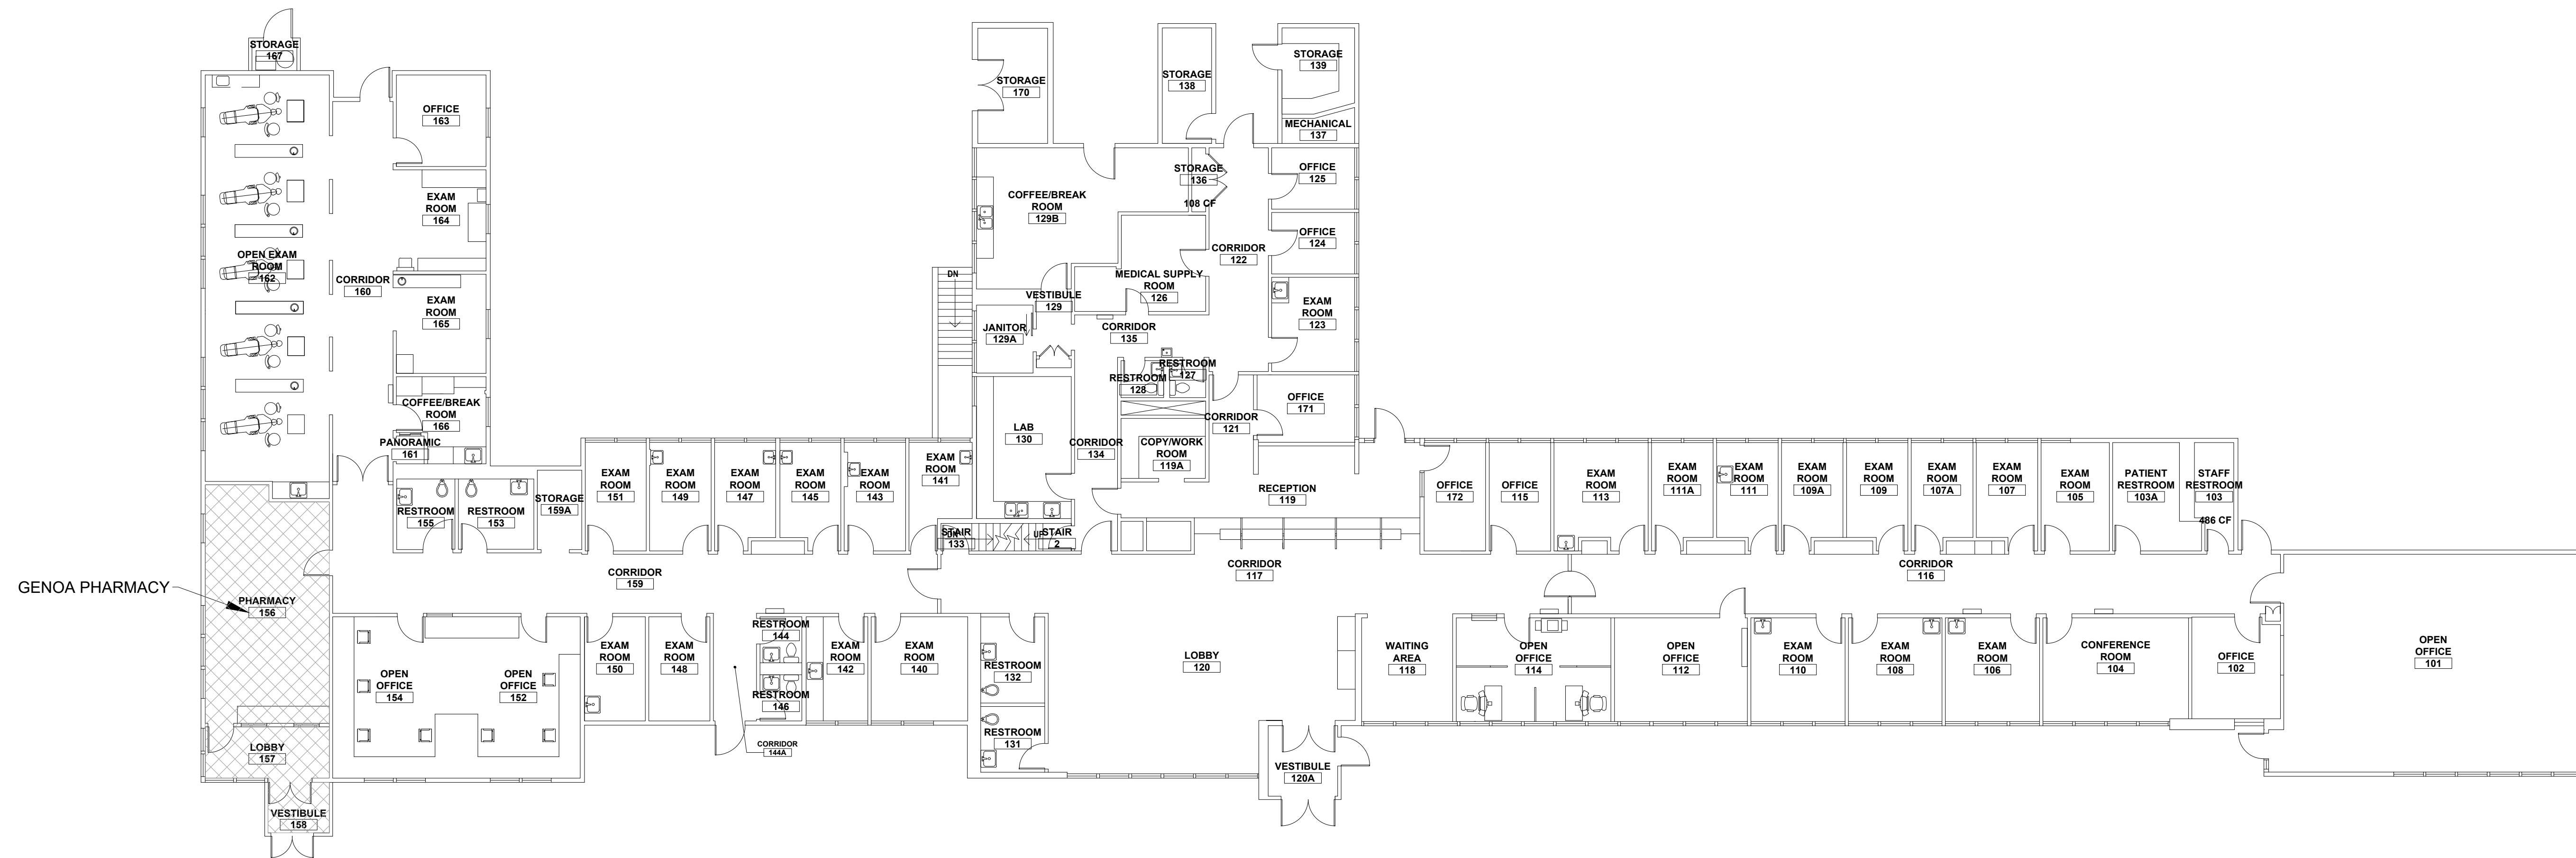 STORAGE
167
OFFICE
163
EXAM
ROOM
164
OPEN EXAM
ROOM
162
CORRIDOR
160
EXAM
ROOM
165
COFFEE/BREAK
ROOM
166
PANORAMIC
161
RESTROOM
155
RESTROOM
153
STORAGE
159A
GENOA PHARMACY
PHARMACY
156
LOBBY
157
VESTIBULE
158
OPEN
OFFICE
154
OPEN
OFFICE
152
CORRIDOR
159
EXAM
ROOM
151
EXAM
ROOM
149
EXAM
ROOM
147
EXAM
ROOM
145
EXAM
ROOM
143
EXAM
ROOM
141
EXAM
ROOM
150
EXAM
ROOM
148
CORRIDOR
144A
RESTROOM
144
RESTROOM
146
EXAM
ROOM
142
EXAM
ROOM
140
STORAGE
170
STORAGE
138
STORAGE
139
MECHANICAL
137
STORAGE
136
108 CF
OFFICE
125
OFFICE
124
COFFEE/BREAK
ROOM
129B
CORRIDOR
122
MEDICAL SUPPLY
ROOM
126
EXAM
ROOM
123
DN
VESTIBULE
129
JANITOR
129A
CORRIDOR
135
RESTROOM
127
RESTROOM
128
OFFICE
171
CORRIDOR
121
LAB
130
CORRIDOR
134
COPY/WORK
ROOM
119A
RECEPTION
119
STAIR
133
DN
UP
STAIR
2
CORRIDOR
117
RESTROOM
132
RESTROOM
131
LOBBY
120
VESTIBULE
120A
WAITING
AREA
118
OFFICE
172
OFFICE
115
EXAM
ROOM
113
EXAM
ROOM
111A
EXAM
ROOM
111
EXAM
ROOM
109A
EXAM
ROOM
109
EXAM
ROOM
107A
EXAM
ROOM
107
EXAM
ROOM
105
PATIENT
RESTROOM
103A
STAFF
RESTROOM
103
486 CF
CORRIDOR
116
OPEN
OFFICE
114
OPEN
OFFICE
112
EXAM
ROOM
110
EXAM
ROOM
108
EXAM
ROOM
106
CONFERENCE
ROOM
104
OFFICE
102
OPEN
OFFICE
101